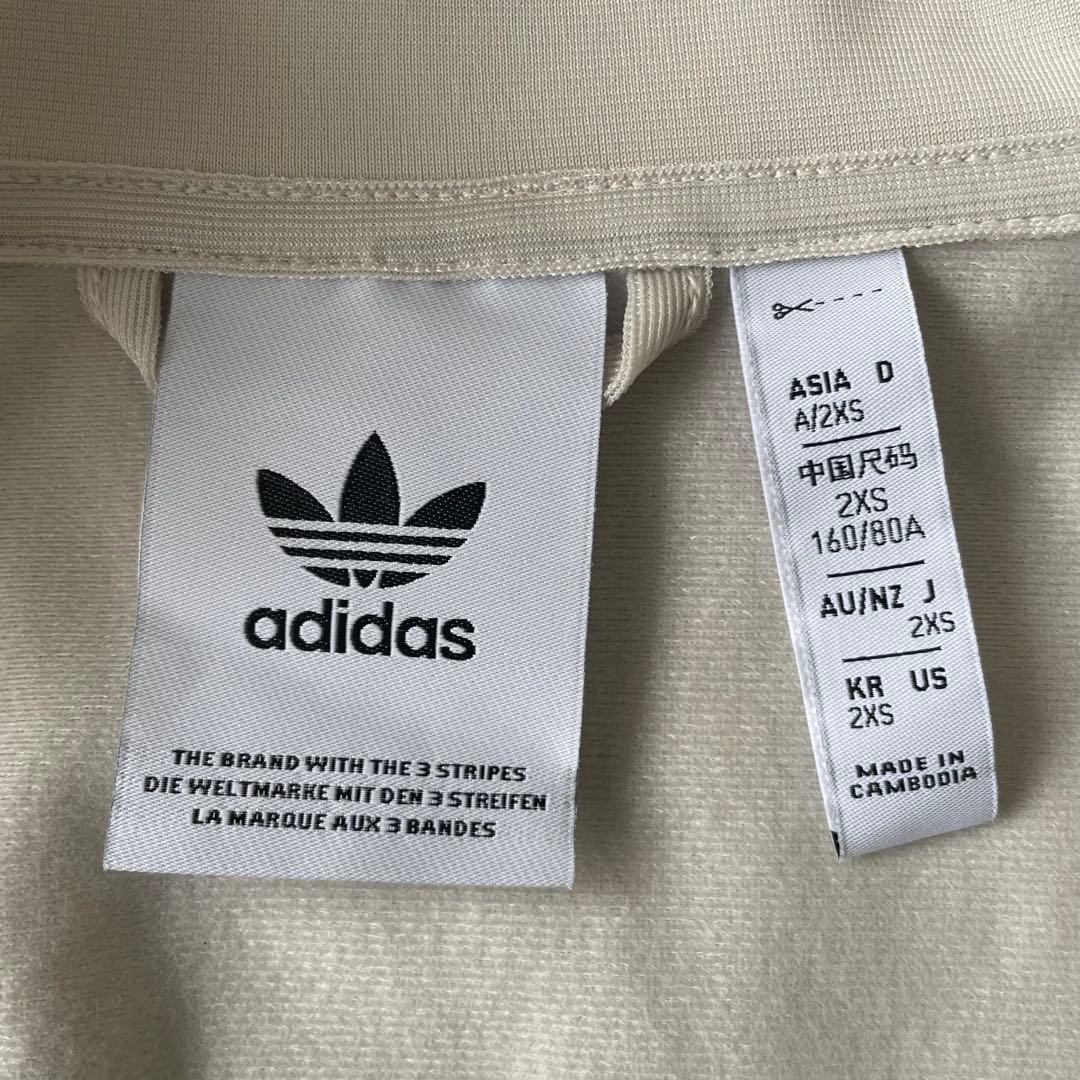 adidas
THE BRAND WITH THE 3 STRIPES
DIE WELTMARKE MIT DEN 3 STREIFEN
LA MARQUE AUX 3 BANDES
ASIA D
A/2XS
中国尺码
2XS
160/80A
AU/NZ J
2XS
KR US
2XS
MADE IN
CAMBODIA